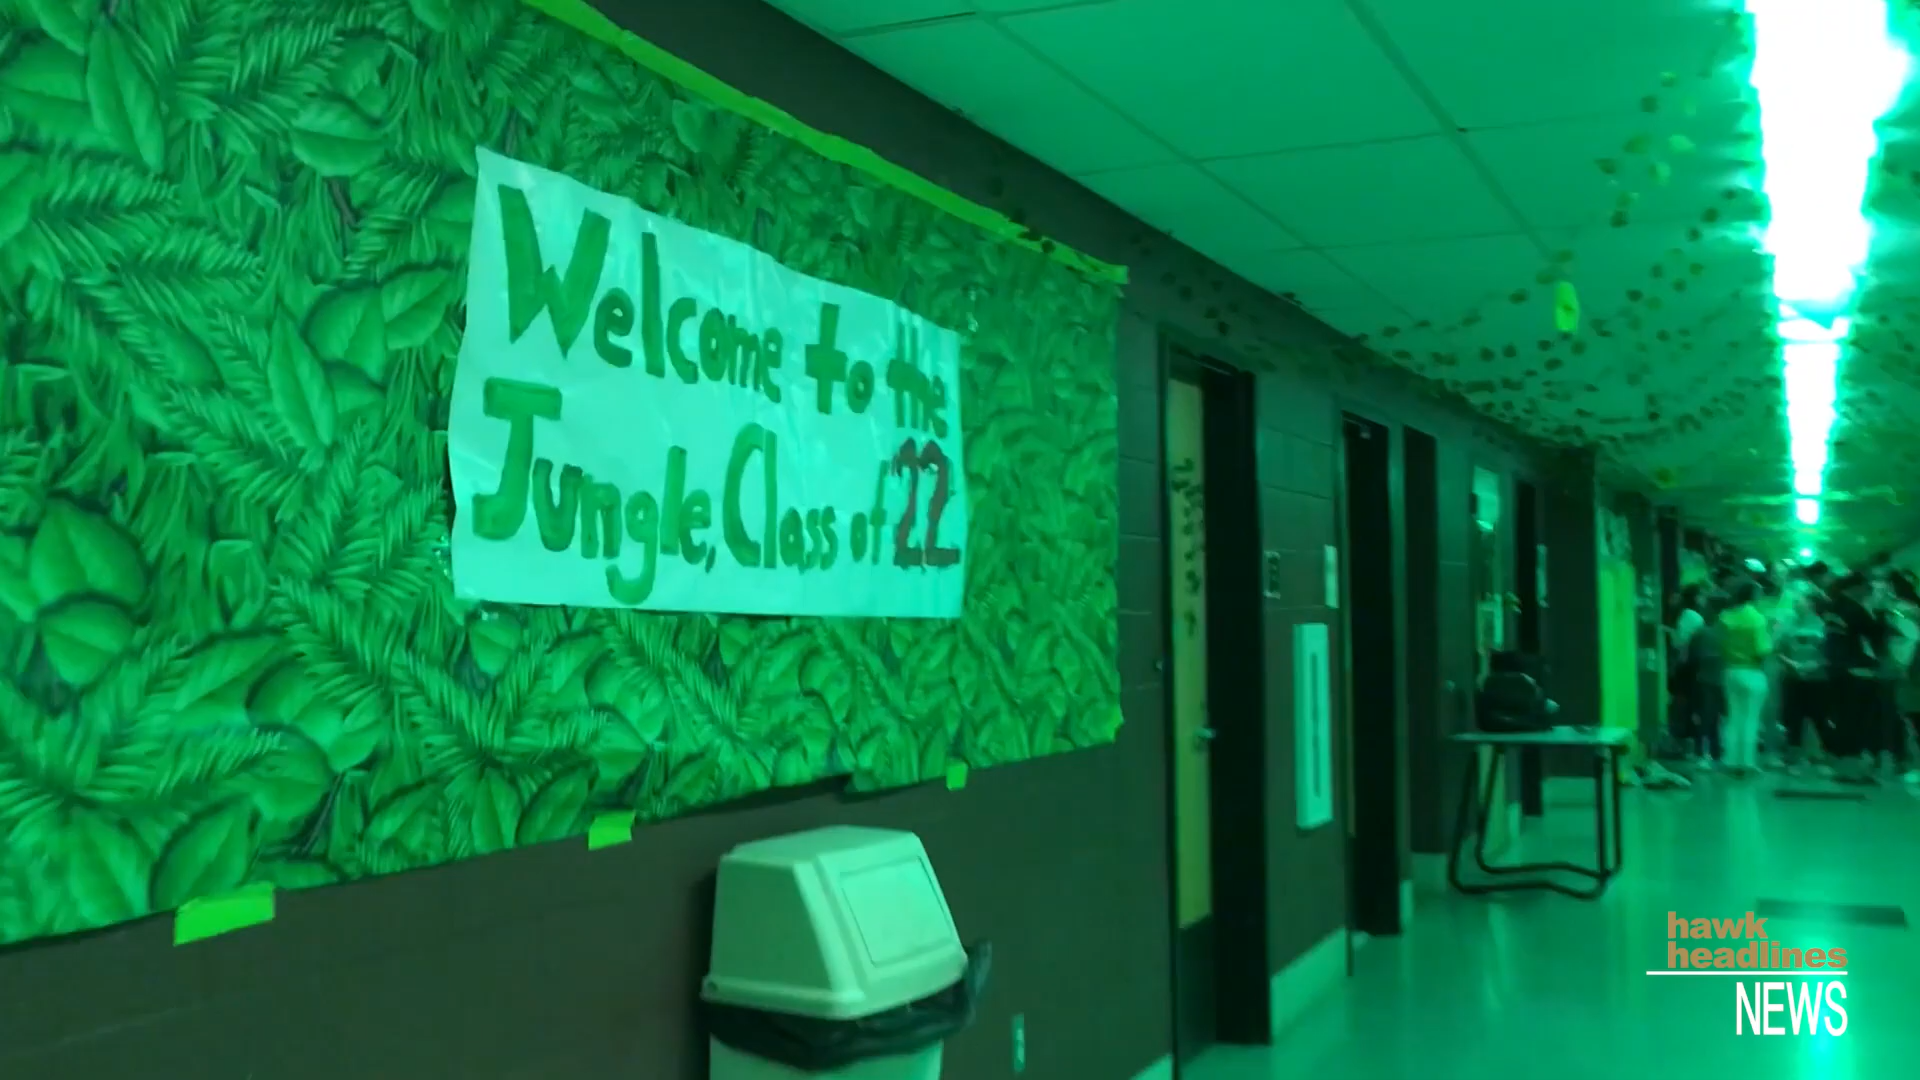 Welcome to the
Jungle, Class of 22
hawk
headlines
NEWS